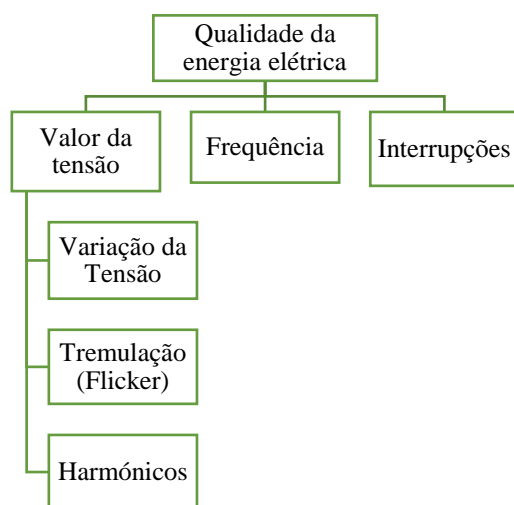 Qualidade da
energia elétrica
Valor da
tensão
Frequência
Interrupções
Variação da
Tensão
Tremulação
(Flicker)
Harmónicos